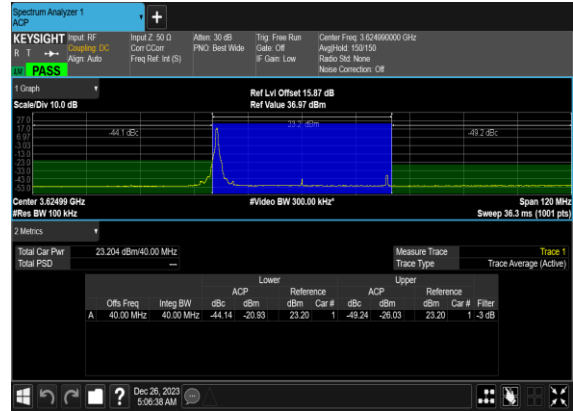 Spectrum Analyzer 1
ACP
KEYSIGHT Input: RF Input Z: 50 Ω Atten: 30 dB Trig: Free Run Center Freq: 3.624990000 GHz
R T Coupling: DC Corr CCorr PNO: Best Wide Gate: Off Avg|Hold: 150/150
Align: Auto Freq Ref: Int (S) IF Gain: Low Radio Std: None
LXI PASS Noise Correction: Off
1 Graph
Ref Lvl Offset 15.87 dB
Scale/Div 10.0 dB Ref Value 36.97 dBm
27.0
17.0
6.97
-3.03
-13.0
-23.0
-33.0
-43.0
-53.0
-44.1 dBc 23.2 dBm -49.2 dBc
Center 3.62499 GHz #Video BW 300.00 kHz* Span 120 MHz
#Res BW 100 kHz Sweep 36.3 ms (1001 pts)
2 Metrics
Total Car Pwr 23.204 dBm/40.00 MHz Measure Trace Trace 1
Total PSD --- Trace Type Trace Average (Active)
Lower Upper
ACP Reference ACP Reference
Offs Freq Integ BW dBc dBm dBm Car # dBc dBm dBm Car # Filter
A 40.00 MHz 40.00 MHz -44.14 -20.93 23.20 1 -49.24 -26.03 23.20 1 -3 dB
Dec 26, 2023
5:06:38 AM